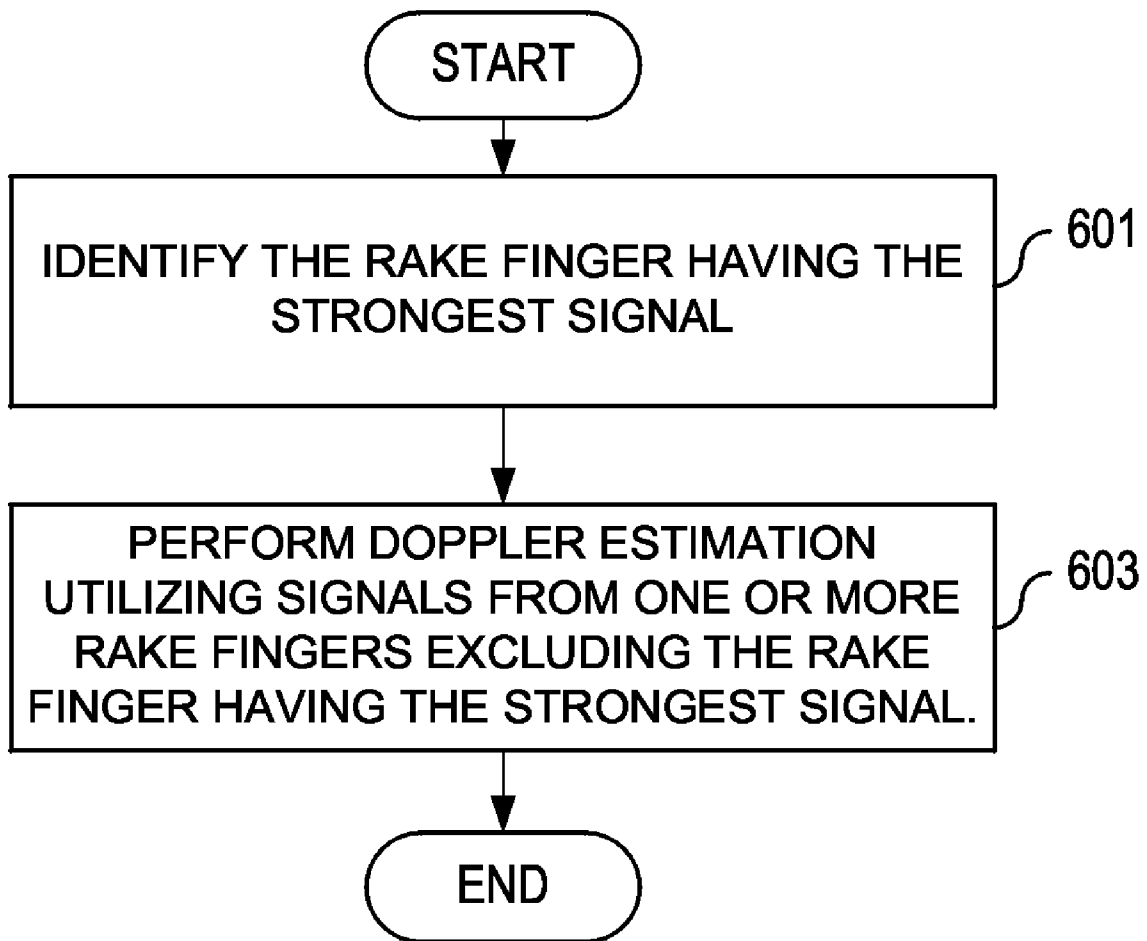 START
IDENTIFY THE RAKE FINGER HAVING THE
STRONGEST SIGNAL
601
PERFORM DOPPLER ESTIMATION
UTILIZING SIGNALS FROM ONE OR MORE
RAKE FINGERS EXCLUDING THE RAKE
FINGER HAVING THE STRONGEST SIGNAL.
603
END